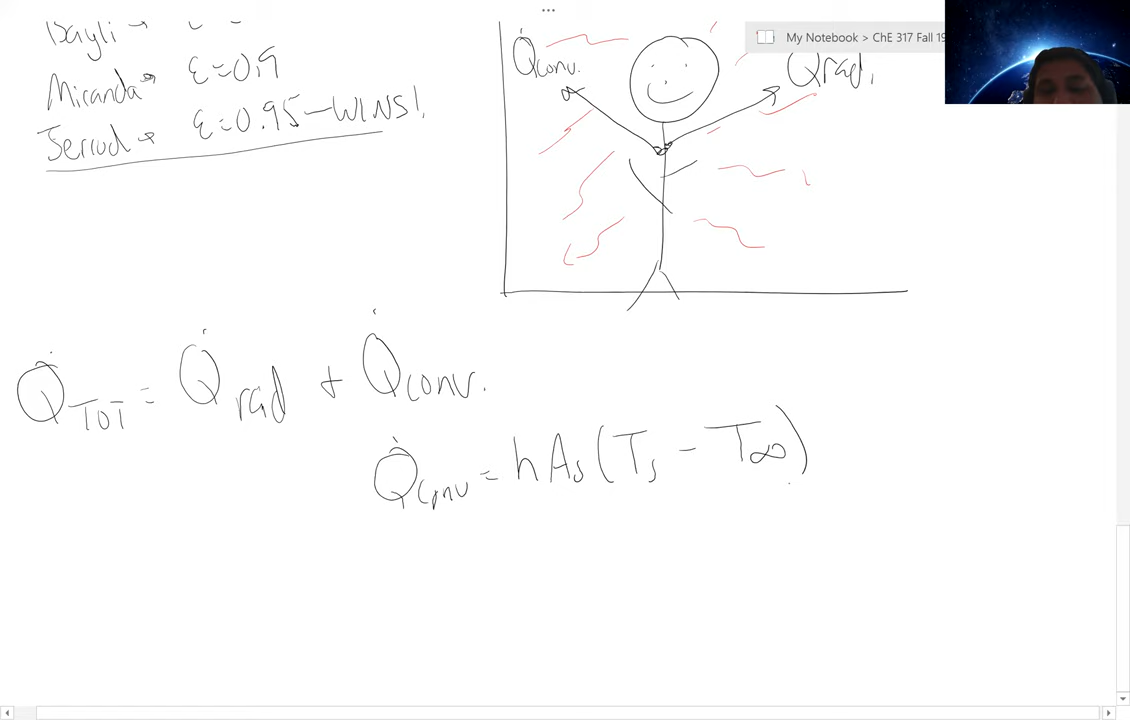 Bayli →
Miranda → ε=0.9
Jerrod → ε=0.95 — WINS!
Q̇conv.
Q̇rad.
My Notebook > ChE 317 Fall 19
Q̇TOT = Q̇rad + Q̇conv.
Q̇conv = hAs(Ts − T∞)